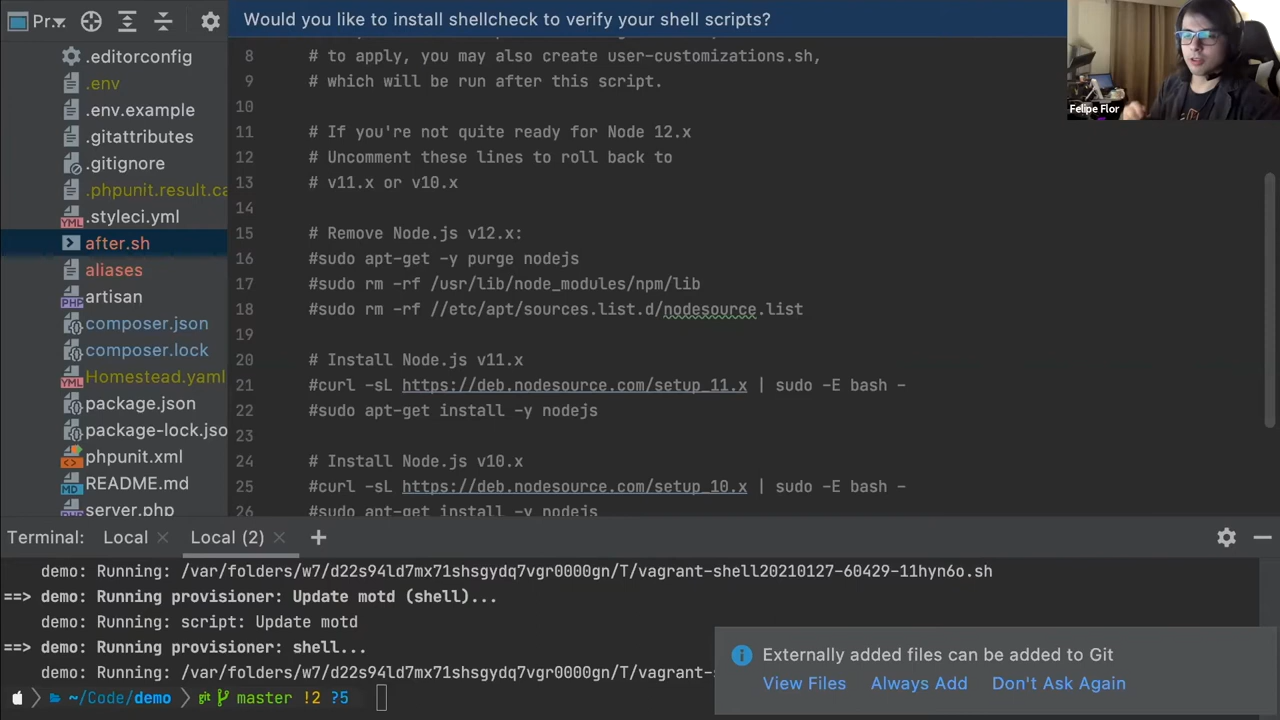 Pr...
Would you like to install shellcheck to verify your shell scripts?
Felipe Flor
.editorconfig
.env
.env.example
.gitattributes
.gitignore
.phpunit.result.ca
.styleci.yml
after.sh
aliases
artisan
composer.json
composer.lock
Homestead.yaml
package.json
package-lock.jso
phpunit.xml
README.md
server.php
8 # to apply, you may also create user-customizations.sh,
9 # which will be run after this script.
10
11 # If you're not quite ready for Node 12.x
12 # Uncomment these lines to roll back to
13 # v11.x or v10.x
14
15 # Remove Node.js v12.x:
16 #sudo apt-get -y purge nodejs
17 #sudo rm -rf /usr/lib/node_modules/npm/lib
18 #sudo rm -rf //etc/apt/sources.list.d/nodesource.list
19
20 # Install Node.js v11.x
21 #curl -sL https://deb.nodesource.com/setup_11.x | sudo -E bash -
22 #sudo apt-get install -y nodejs
23
24 # Install Node.js v10.x
25 #curl -sL https://deb.nodesource.com/setup_10.x | sudo -E bash -
26 #sudo apt-get install -y nodejs
Terminal: Local Local (2)
demo: Running: /var/folders/w7/d22s94ld7mx71shsgydq7vgr0000gn/T/vagrant-shell20210127-60429-11hyn6o.sh
==> demo: Running provisioner: Update motd (shell)...
demo: Running: script: Update motd
==> demo: Running provisioner: shell...
demo: Running: /var/folders/w7/d22s94ld7mx71shsgydq7vgr0000gn/T/vagrant-s
~/Code/demo git master !2 ?5
Externally added files can be added to Git
View Files Always Add Don't Ask Again